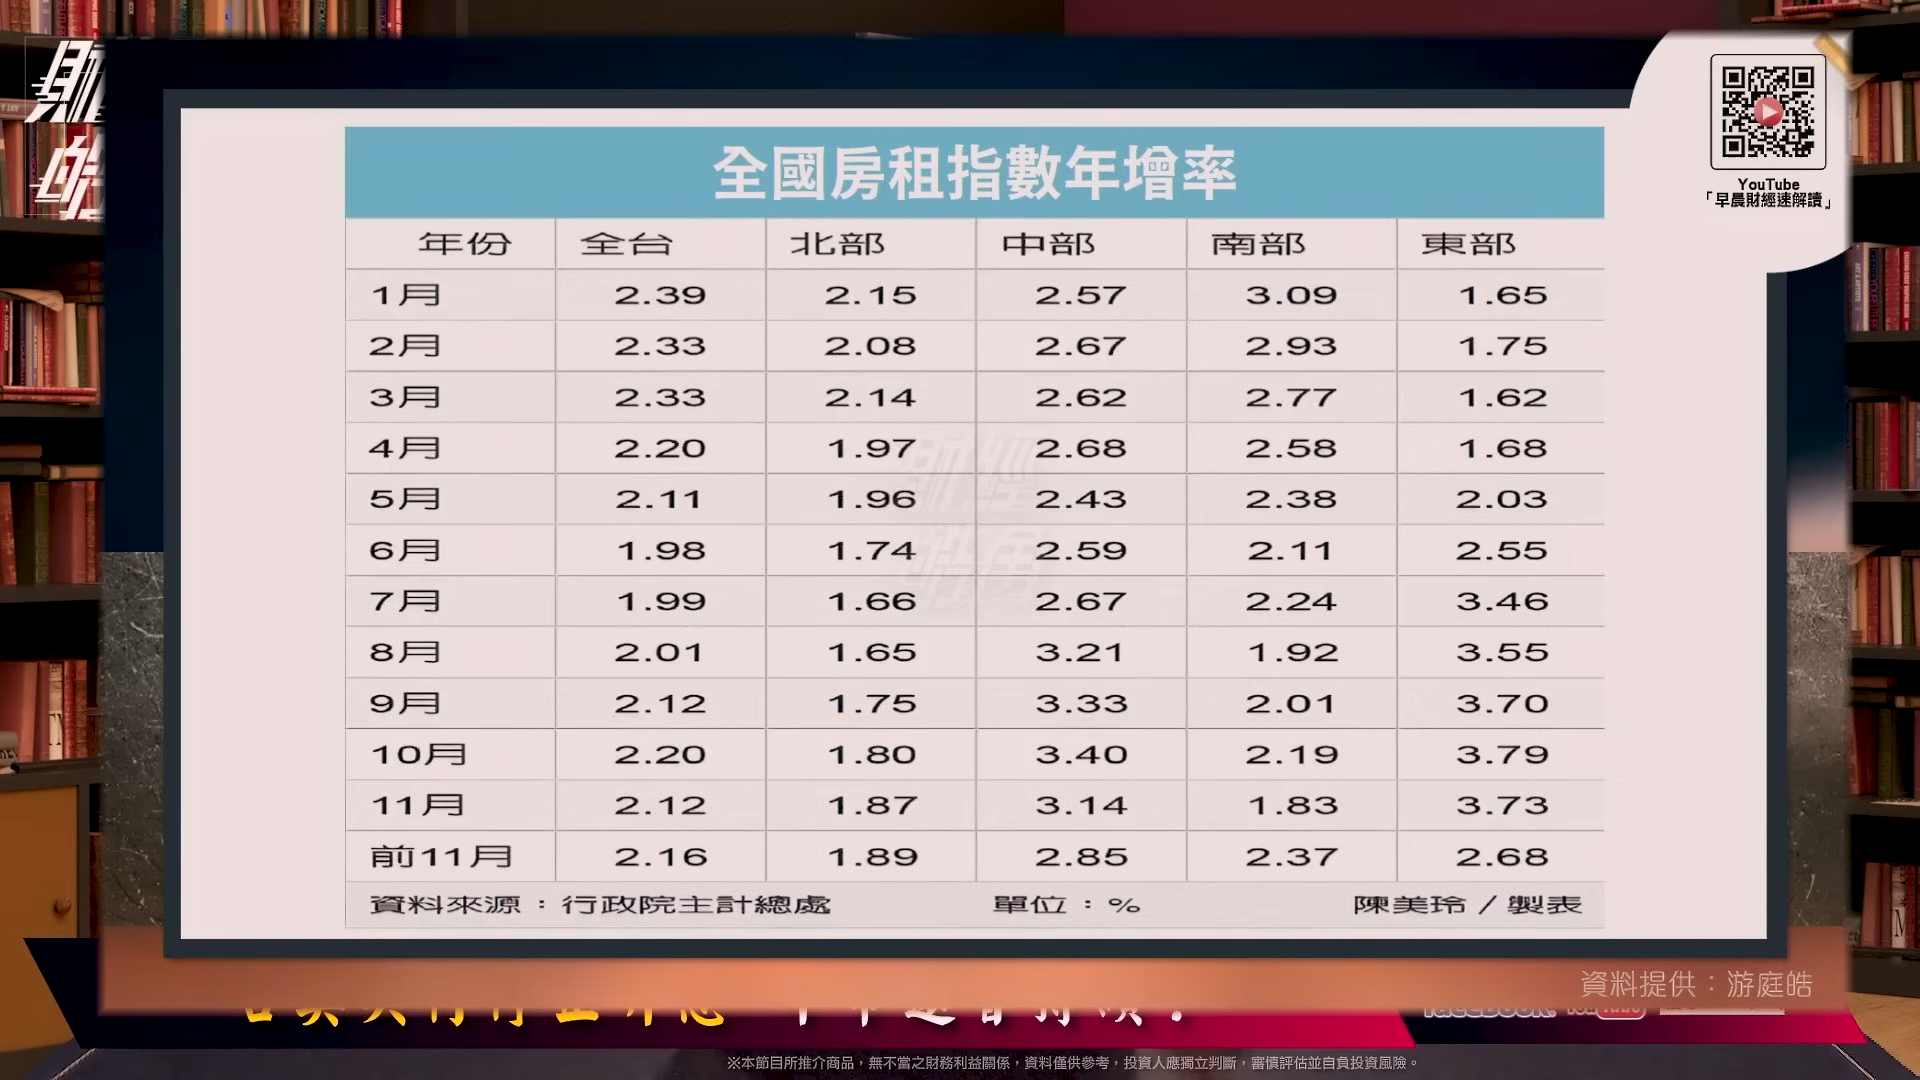 YouTube
「早晨財經速解讀」
全國房租指數年增率
年份 全台 北部 中部 南部 東部
1月 2.39 2.15 2.57 3.09 1.65
2月 2.33 2.08 2.67 2.93 1.75
3月 2.33 2.14 2.62 2.77 1.62
4月 2.20 1.97 2.68 2.58 1.68
5月 2.11 1.96 2.43 2.38 2.03
6月 1.98 1.74 2.59 2.11 2.55
7月 1.99 1.66 2.67 2.24 3.46
8月 2.01 1.65 3.21 1.92 3.55
9月 2.12 1.75 3.33 2.01 3.70
10月 2.20 1.80 3.40 2.19 3.79
11月 2.12 1.87 3.14 1.83 3.73
前11月 2.16 1.89 2.85 2.37 2.68
資料來源：行政院主計總處 單位：% 陳美玲／製表
資料提供：游庭皓
※本節目所推介商品，無不當之財務利益關係，資料僅供參考，投資人應獨立判斷，審慎評估並自負投資風險。